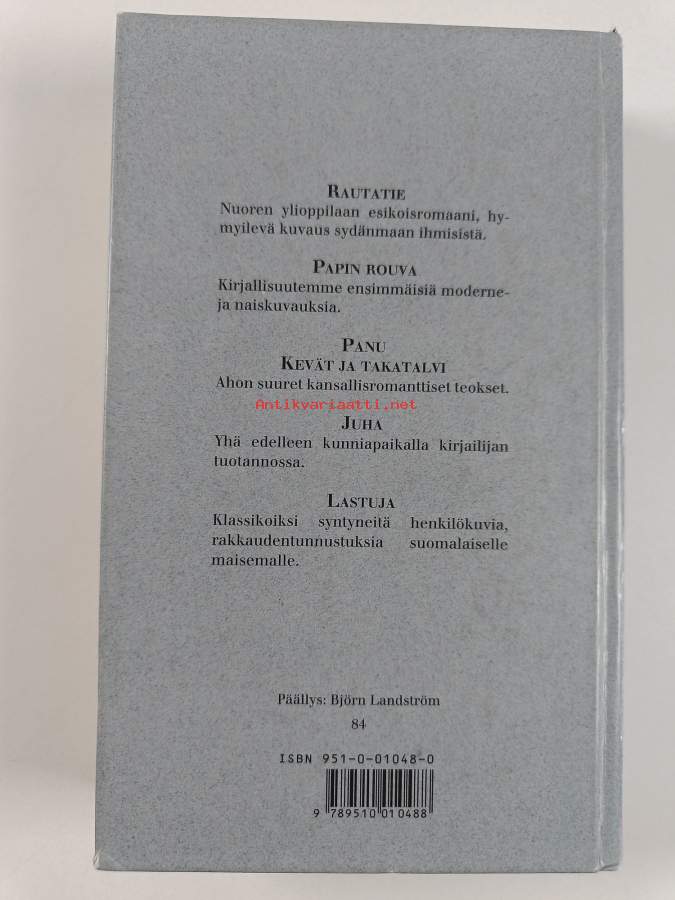 RAUTATIE
Nuoren ylioppilaan esikoisromaani, hy-
myilevä kuvaus sydänmaan ihmisistä.
PAPIN ROUVA
Kirjallisuutemme ensimmäisiä moderne-
ja naiskuvauksia.
PANU
KEVÄT JA TAKATALVI
Ahon suuret kansallisromanttiset teokset.
Antikvariaatti.net
JUHA
Yhä edelleen kunniapaikalla kirjailijan
tuotannossa.
LASTUJA
Klassikoiksi syntyneitä henkilökuvia,
rakkaudentunnustuksia suomalaiselle
maisemalle.
Päällys: Björn Landström
84
ISBN 951-0-01048-0
9 789510 010488